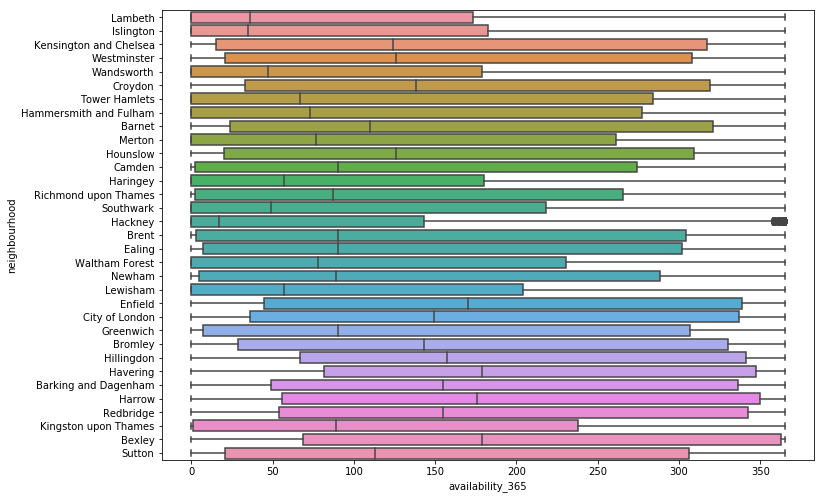 Lambeth
Islington
Kensington and Chelsea
Westminster
Wandsworth
Croydon
Tower Hamlets
Hammersmith and Fulham
Barnet
Merton
Hounslow
Camden
Haringey
Richmond upon Thames
Southwark
Hackney
Brent
Ealing
Waltham Forest
Newham
Lewisham
Enfield
City of London
Greenwich
Bromley
Hillingdon
Havering
Barking and Dagenham
Harrow
Redbridge
Kingston upon Thames
Bexley
Sutton
neighbourhood
0 50 100 150 200 250 300 350
availability_365